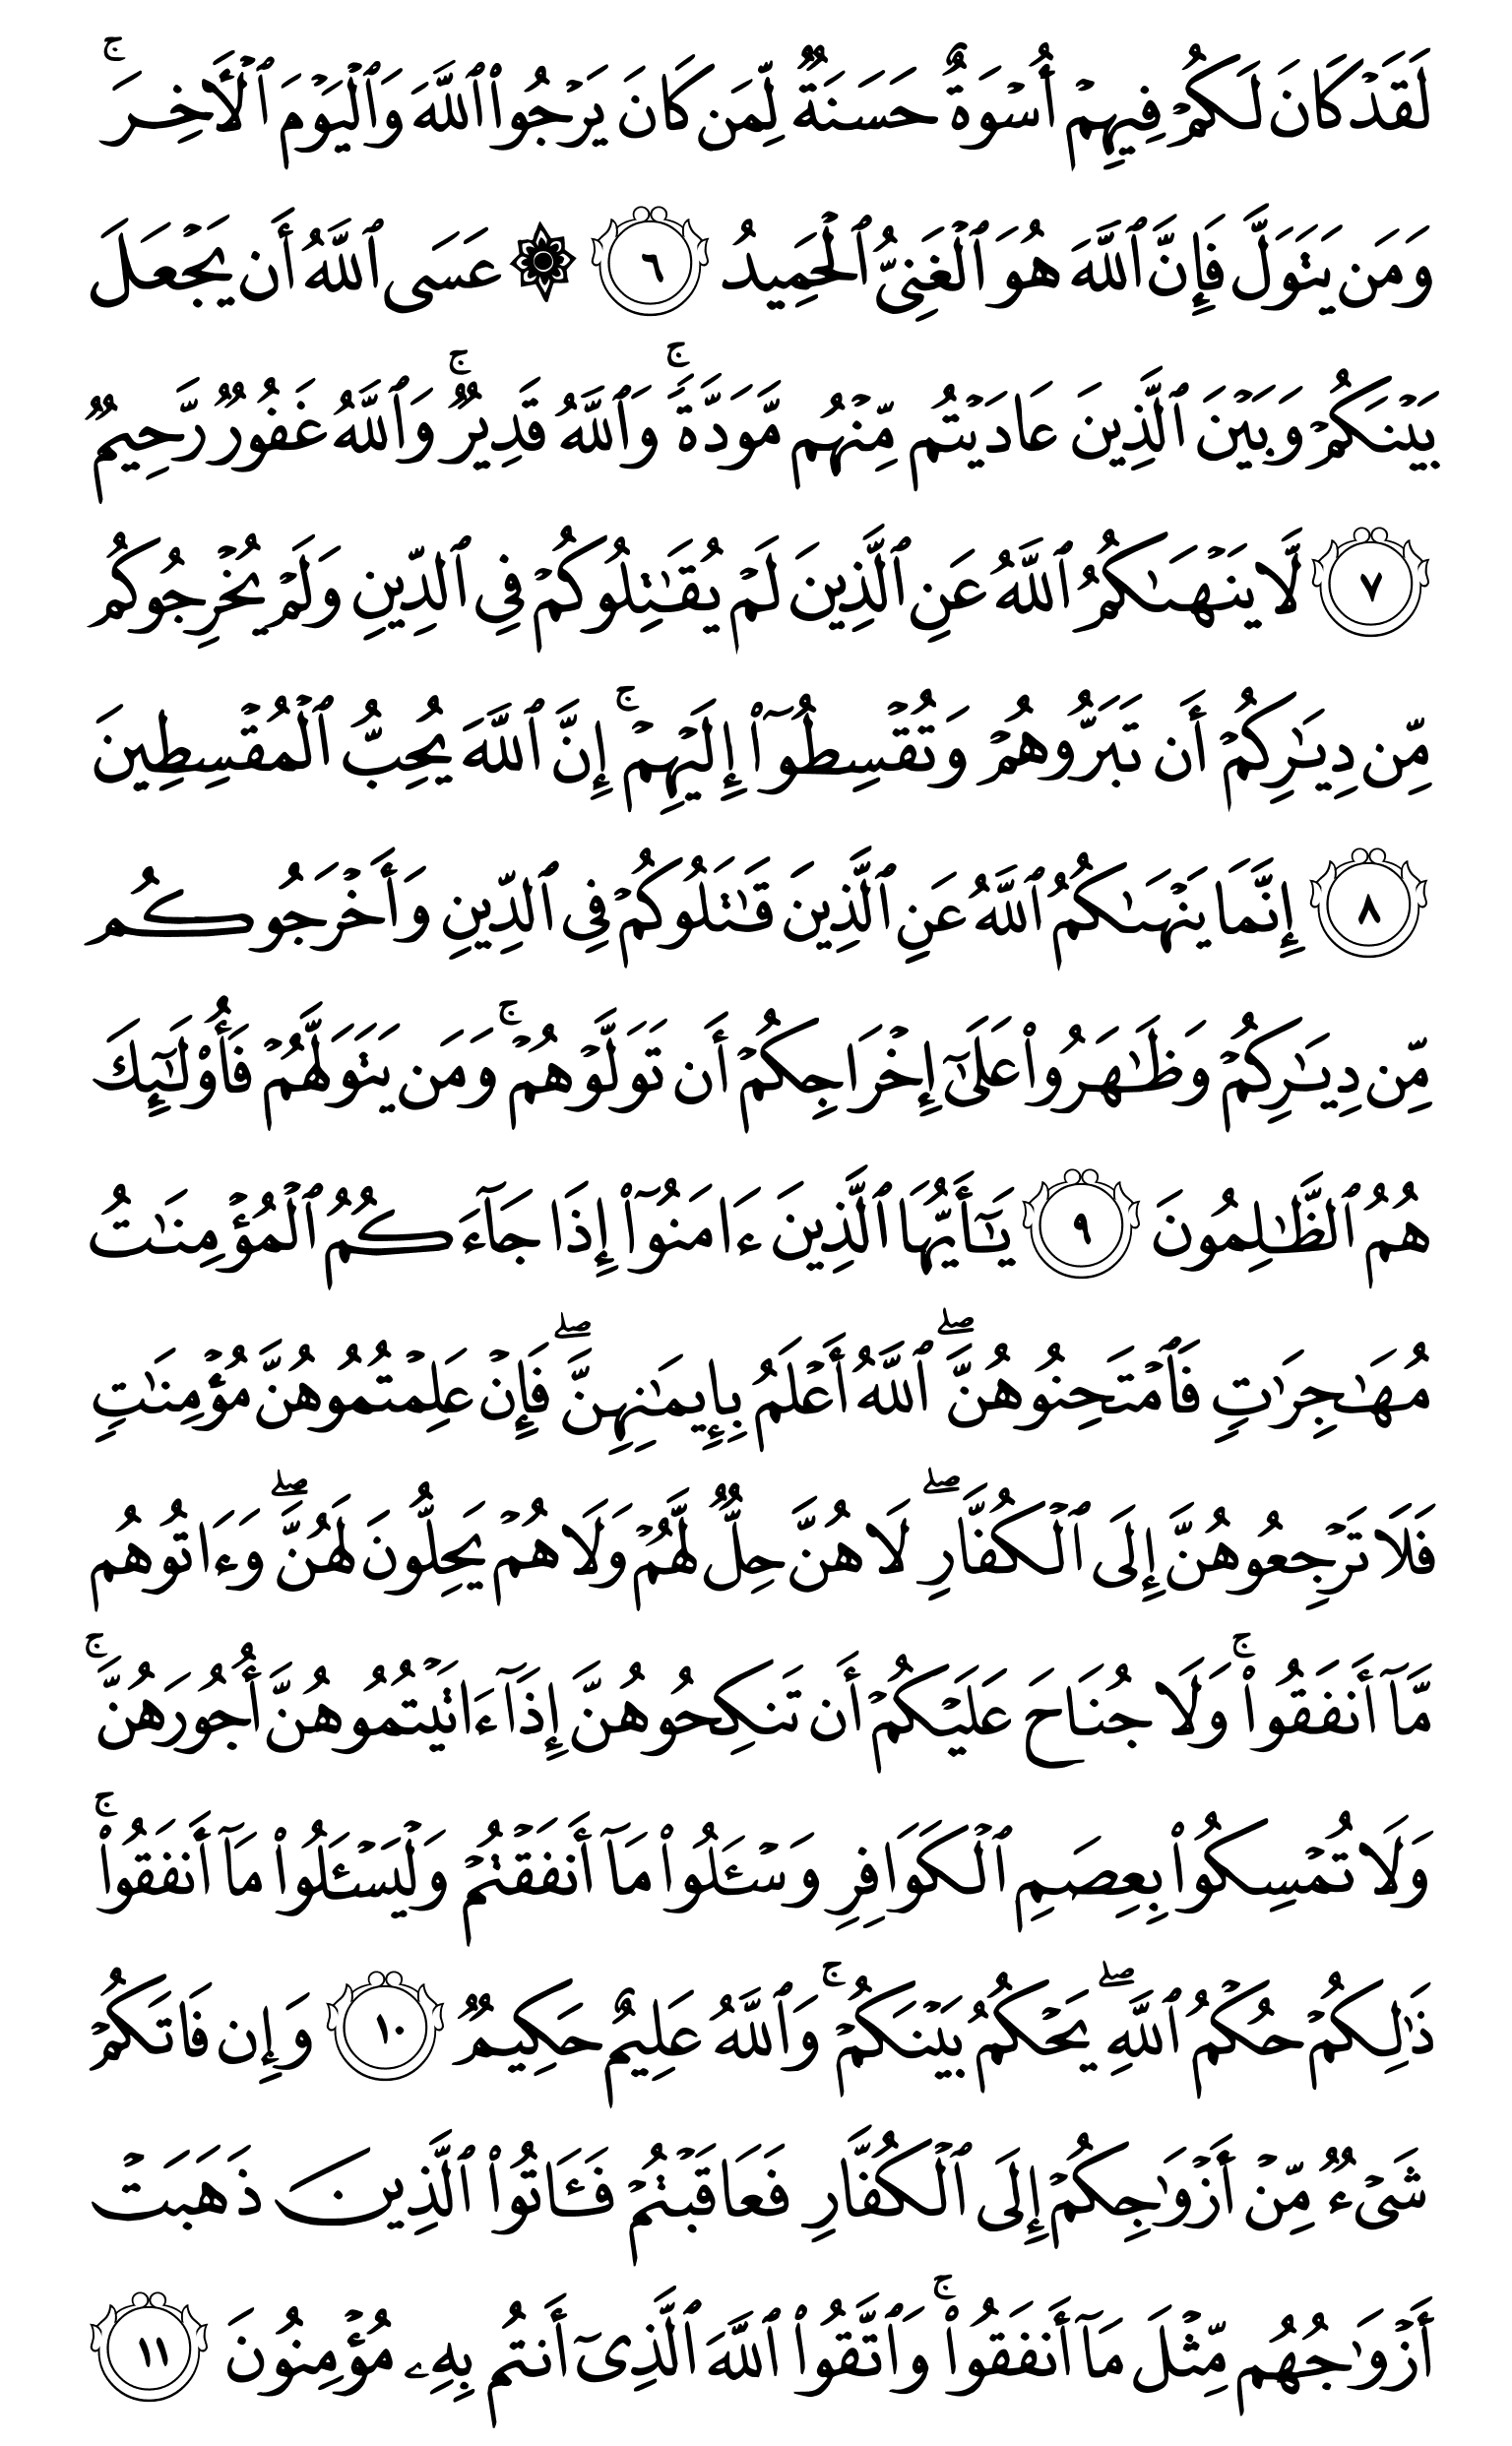 لَقَدْ كَانَ لَكُمْ فِيهِمْ أُسْوَةٌ حَسَنَةٌ لِّمَن كَانَ يَرْجُوا۟ ٱللَّهَ وَٱلْيَوْمَ ٱلْأَخِرَ ۚ
وَمَن يَتَوَلَّ فَإِنَّ ٱللَّهَ هُوَ ٱلْغَنِىُّ ٱلْحَمِيدُ ٦ ۞ عَسَى ٱللَّهُ أَن يَجْعَلَ
بَيْنَكُمْ وَبَيْنَ ٱلَّذِينَ عَادَيْتُم مِّنْهُم مَّوَدَّةً ۚ وَٱللَّهُ قَدِيرٌ ۚ وَٱللَّهُ غَفُورٌ رَّحِيمٌ
٧ لَّا يَنْهَىٰكُمُ ٱللَّهُ عَنِ ٱلَّذِينَ لَمْ يُقَـٰتِلُوكُمْ فِي ٱلدِّينِ وَلَمْ يُخْرِجُوكُم
مِّن دِيَـٰرِكُمْ أَن تَبَرُّوهُمْ وَتُقْسِطُوٓا۟ إِلَيْهِمْ ۚ إِنَّ ٱللَّهَ يُحِبُّ ٱلْمُقْسِطِينَ
٨ إِنَّمَا يَنْهَىٰكُمُ ٱللَّهُ عَنِ ٱلَّذِينَ قَـٰتَلُوكُمْ فِى ٱلدِّينِ وَأَخْرَجُوكُم
مِّن دِيَـٰرِكُمْ وَظَـٰهَرُوا۟ عَلَىٰٓ إِخْرَاجِكُمْ أَن تَوَلَّوْهُمْ ۚ وَمَن يَتَوَلَّهُمْ فَأُو۟لَـٰٓئِكَ
هُمُ ٱلظَّـٰلِمُونَ ٩ يَـٰٓأَيُّهَا ٱلَّذِينَ ءَامَنُوٓا۟ إِذَا جَآءَكُمُ ٱلْمُؤْمِنَـٰتُ
مُهَـٰجِرَٰتٍ فَٱمْتَحِنُوهُنَّ ۖ ٱللَّهُ أَعْلَمُ بِإِيمَـٰنِهِنَّ ۖ فَإِنْ عَلِمْتُمُوهُنَّ مُؤْمِنَـٰتٍ
فَلَا تَرْجِعُوهُنَّ إِلَى ٱلْكُفَّارِ ۖ لَا هُنَّ حِلٌّ لَّهُمْ وَلَا هُمْ يَحِلُّونَ لَهُنَّ ۖ وَءَاتُوهُم
مَّآ أَنفَقُوا۟ ۚ وَلَا جُنَاحَ عَلَيْكُمْ أَن تَنكِحُوهُنَّ إِذَآ ءَاتَيْتُمُوهُنَّ أُجُورَهُنَّ ۚ
وَلَا تُمْسِكُوا۟ بِعِصَمِ ٱلْكَوَافِرِ وَسْـَٔلُوا۟ مَآ أَنفَقْتُمْ وَلْيَسْـَٔلُوا۟ مَآ أَنفَقُوا۟ ۚ
ذَٰلِكُمْ حُكْمُ ٱللَّهِ ۖ يَحْكُمُ بَيْنَكُمْ ۚ وَٱللَّهُ عَلِيمٌ حَكِيمٌ ١٠ وَإِن فَاتَكُمْ
شَىْءٌ مِّنْ أَزْوَٰجِكُمْ إِلَى ٱلْكُفَّارِ فَعَاقَبْتُمْ فَـَٔاتُوا۟ ٱلَّذِينَ ذَهَبَتْ
أَزْوَٰجُهُم مِّثْلَ مَآ أَنفَقُوا۟ ۚ وَٱتَّقُوا۟ ٱللَّهَ ٱلَّذِىٓ أَنتُم بِهِۦ مُؤْمِنُونَ ١١